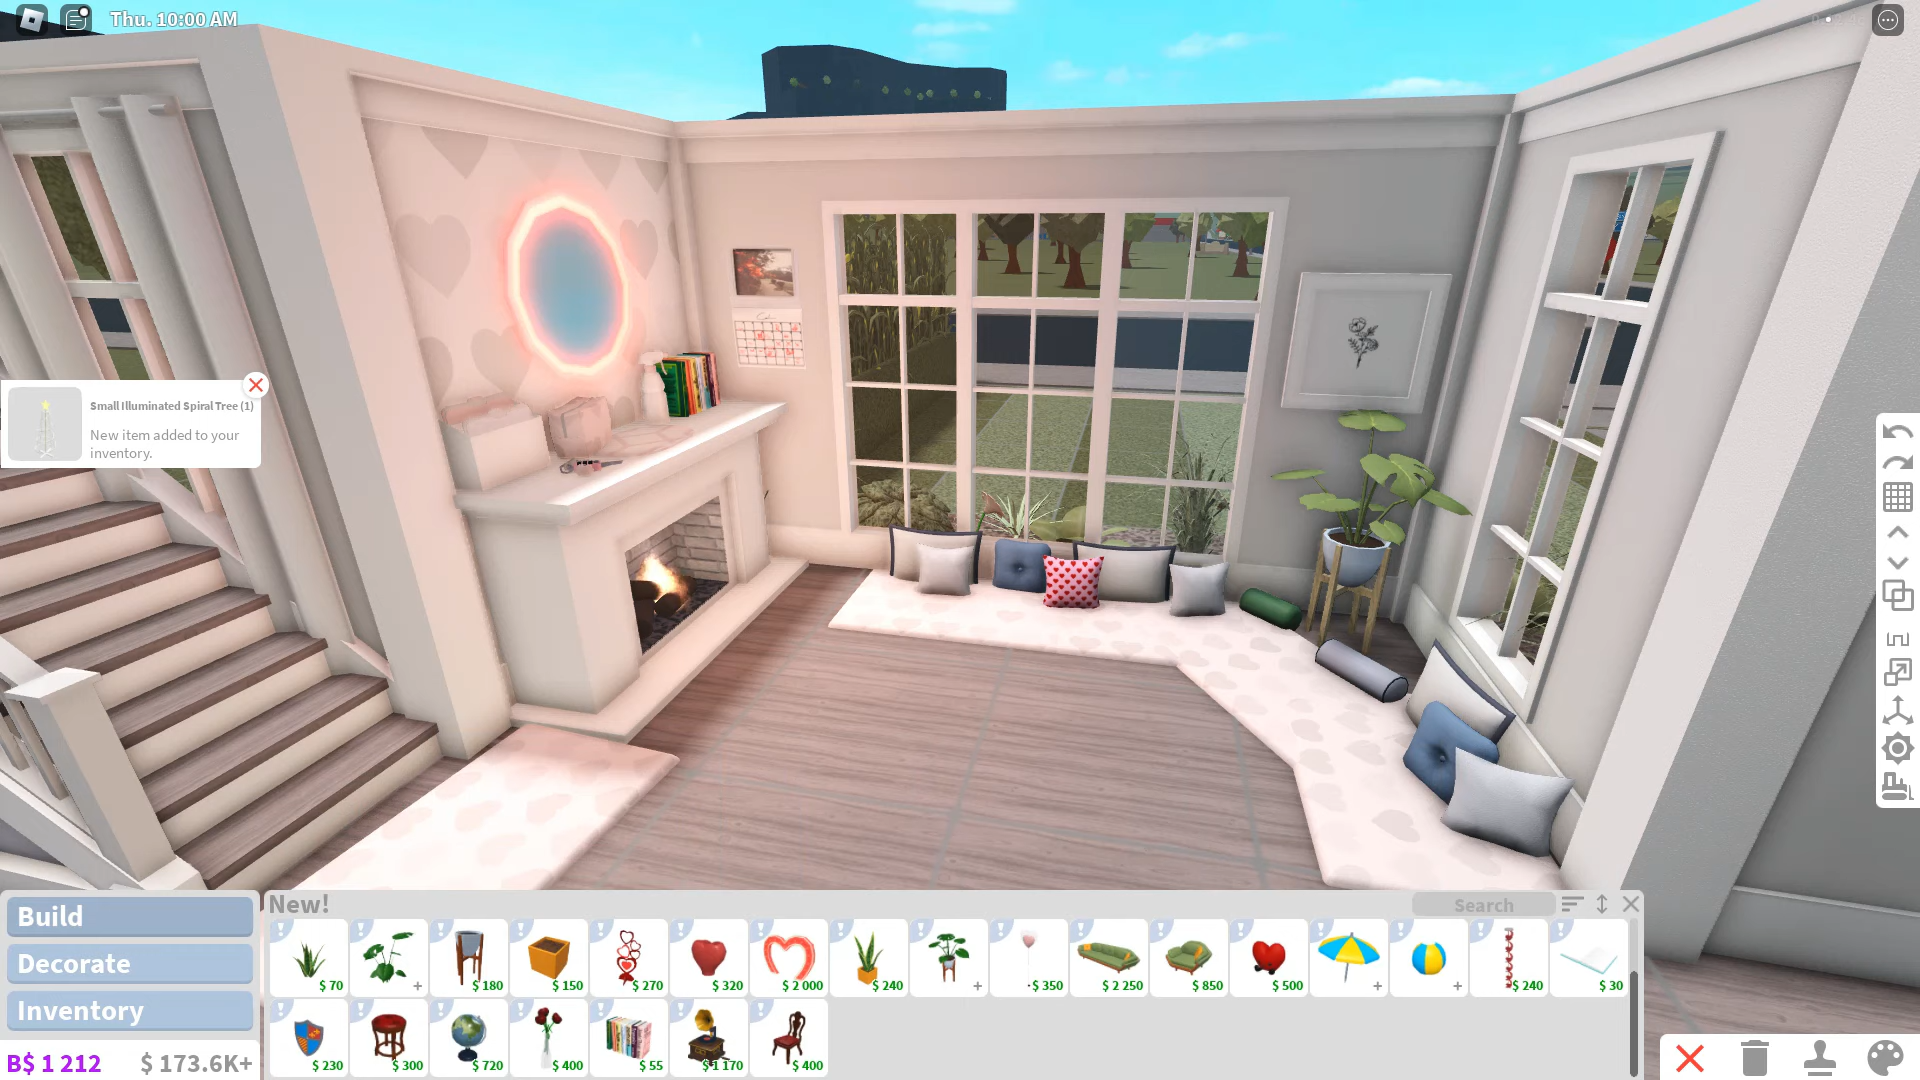 Thu. 10:00 AM
Small Illuminated Spiral Tree (1)
New item added to your
inventory.
Build
Decorate
Inventory
B$ 1 212
$ 173.6K+
New!
Search
$ 70
+
$ 180
$ 150
$ 270
$ 320
$ 2 000
$ 240
+
$ 350
$ 2 250
$ 850
$ 500
+
+
$ 240
$ 30
$ 230
$ 300
$ 720
$ 400
$ 55
$ 1 170
$ 400